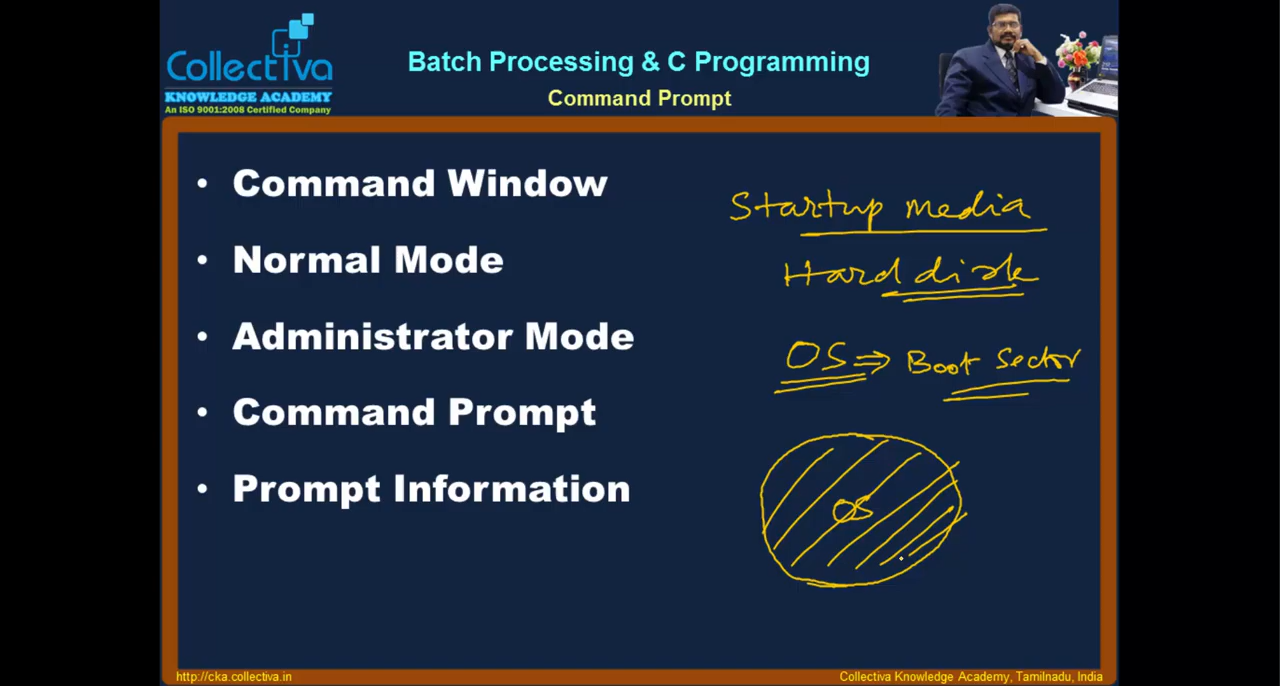 Collectiva
KNOWLEDGE ACADEMY
An ISO 9001:2008 Certified Company
Batch Processing & C Programming
Command Prompt
• Command Window
• Normal Mode
• Administrator Mode
• Command Prompt
• Prompt Information
Startup media
Hard disk
OS ⇒ Boot Sector
OS
http://cka.collectiva.in
Collectiva Knowledge Academy, Tamilnadu, India